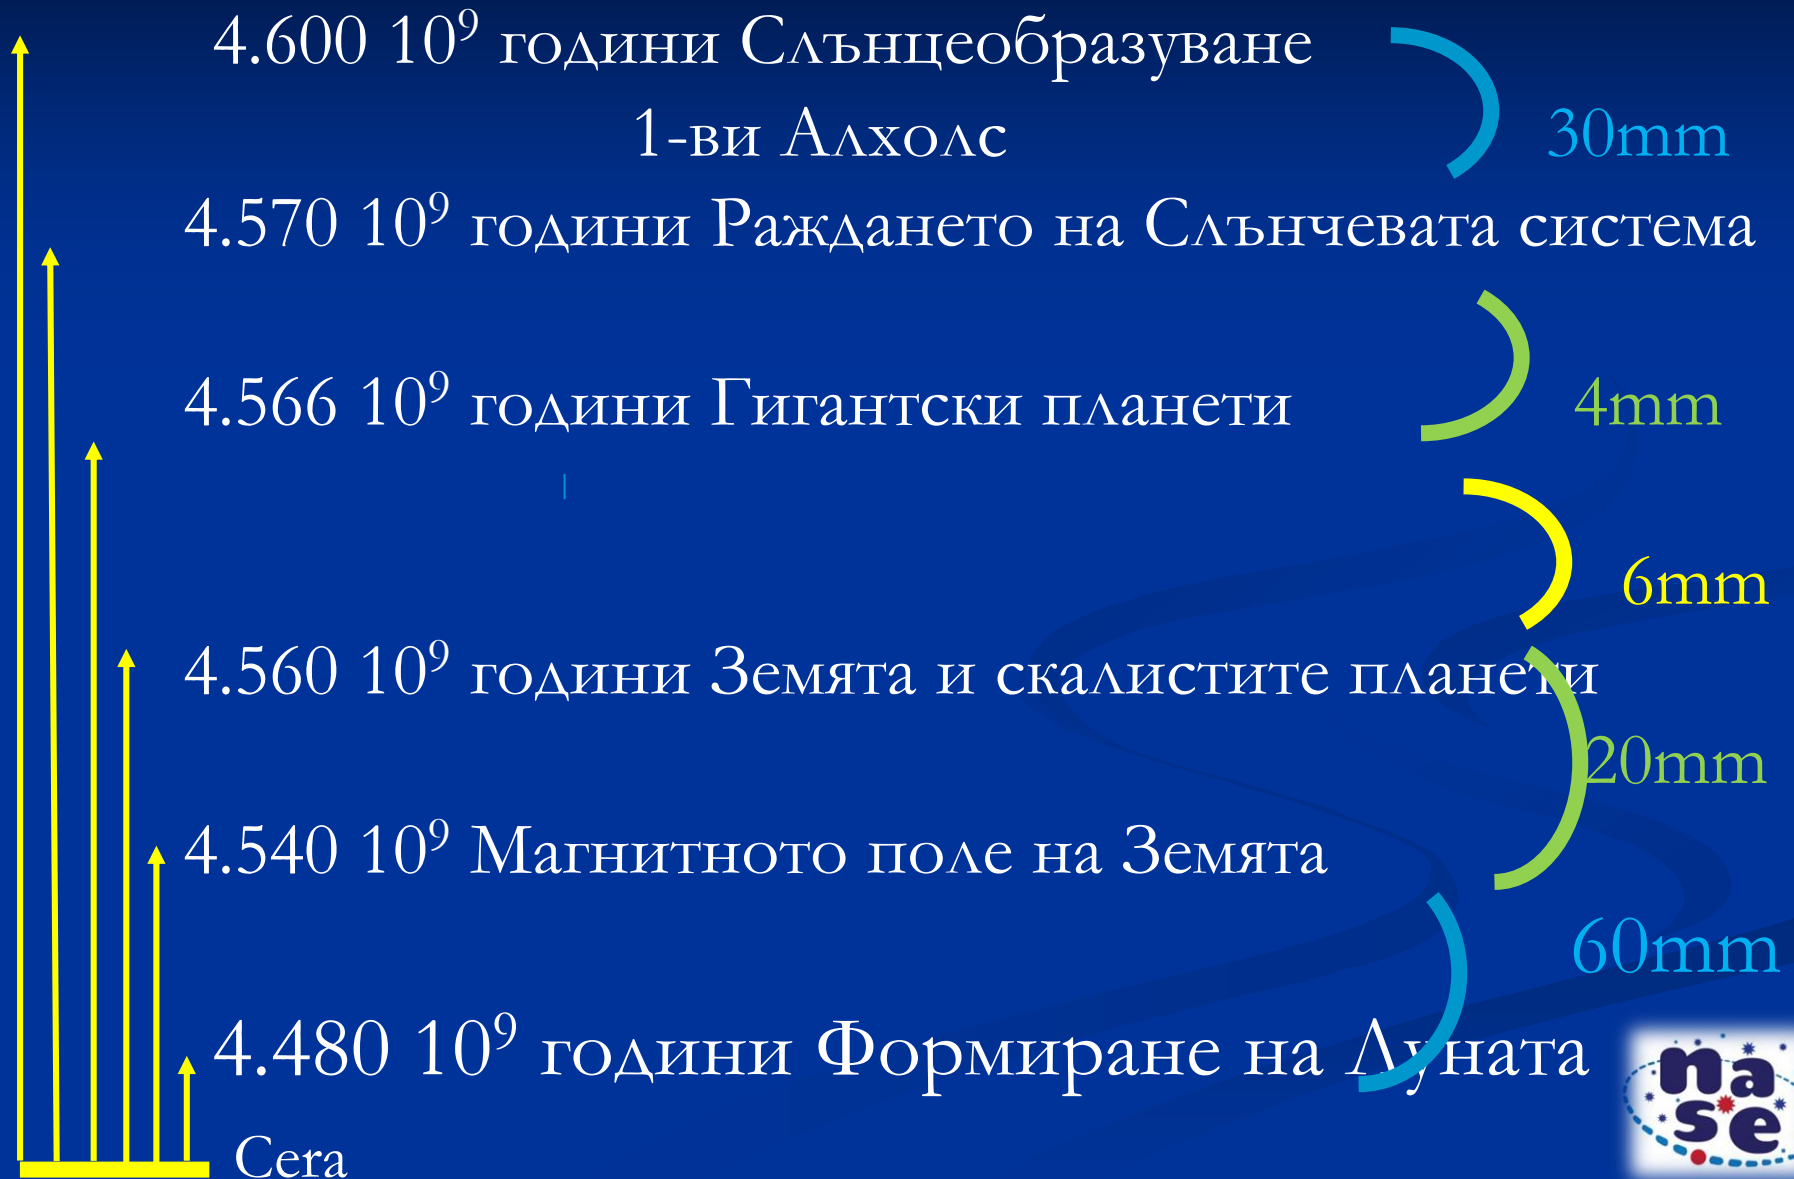 4.600 10⁹ години Слънцеобразуване
1-ви Алхолс
30mm
4.570 10⁹ години Раждането на Слънчевата система
4.566 10⁹ години Гигантски планети
4mm
6mm
4.560 10⁹ години Земята и скалистите планети
20mm
4.540 10⁹ Магнитното поле на Земята
60mm
4.480 10⁹ години Формиране на Луната
Сега
na
se